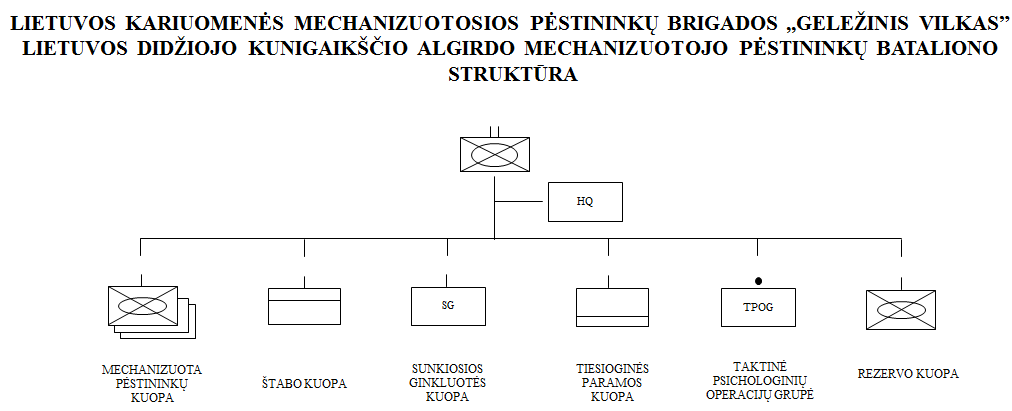 LIETUVOS KARIUOMENĖS MECHANIZUOTOSIOS PĖSTININKŲ BRIGADOS „GELEŽINIS VILKAS”
LIETUVOS DIDŽIOJO KUNIGAIKŠČIO ALGIRDO MECHANIZUOTOJO PĖSTININKŲ BATALIONO
STRUKTŪRA
HQ
SG
TPOG
MECHANIZUOTA
PĖSTININKŲ
KUOPA
ŠTABO KUOPA
SUNKIOSIOS
GINKLUOTĖS
KUOPA
TIESIOGINĖS
PARAMOS
KUOPA
TAKTINĖ
PSICHOLOGINIŲ
OPERACIJŲ GRUPĖ
REZERVO KUOPA